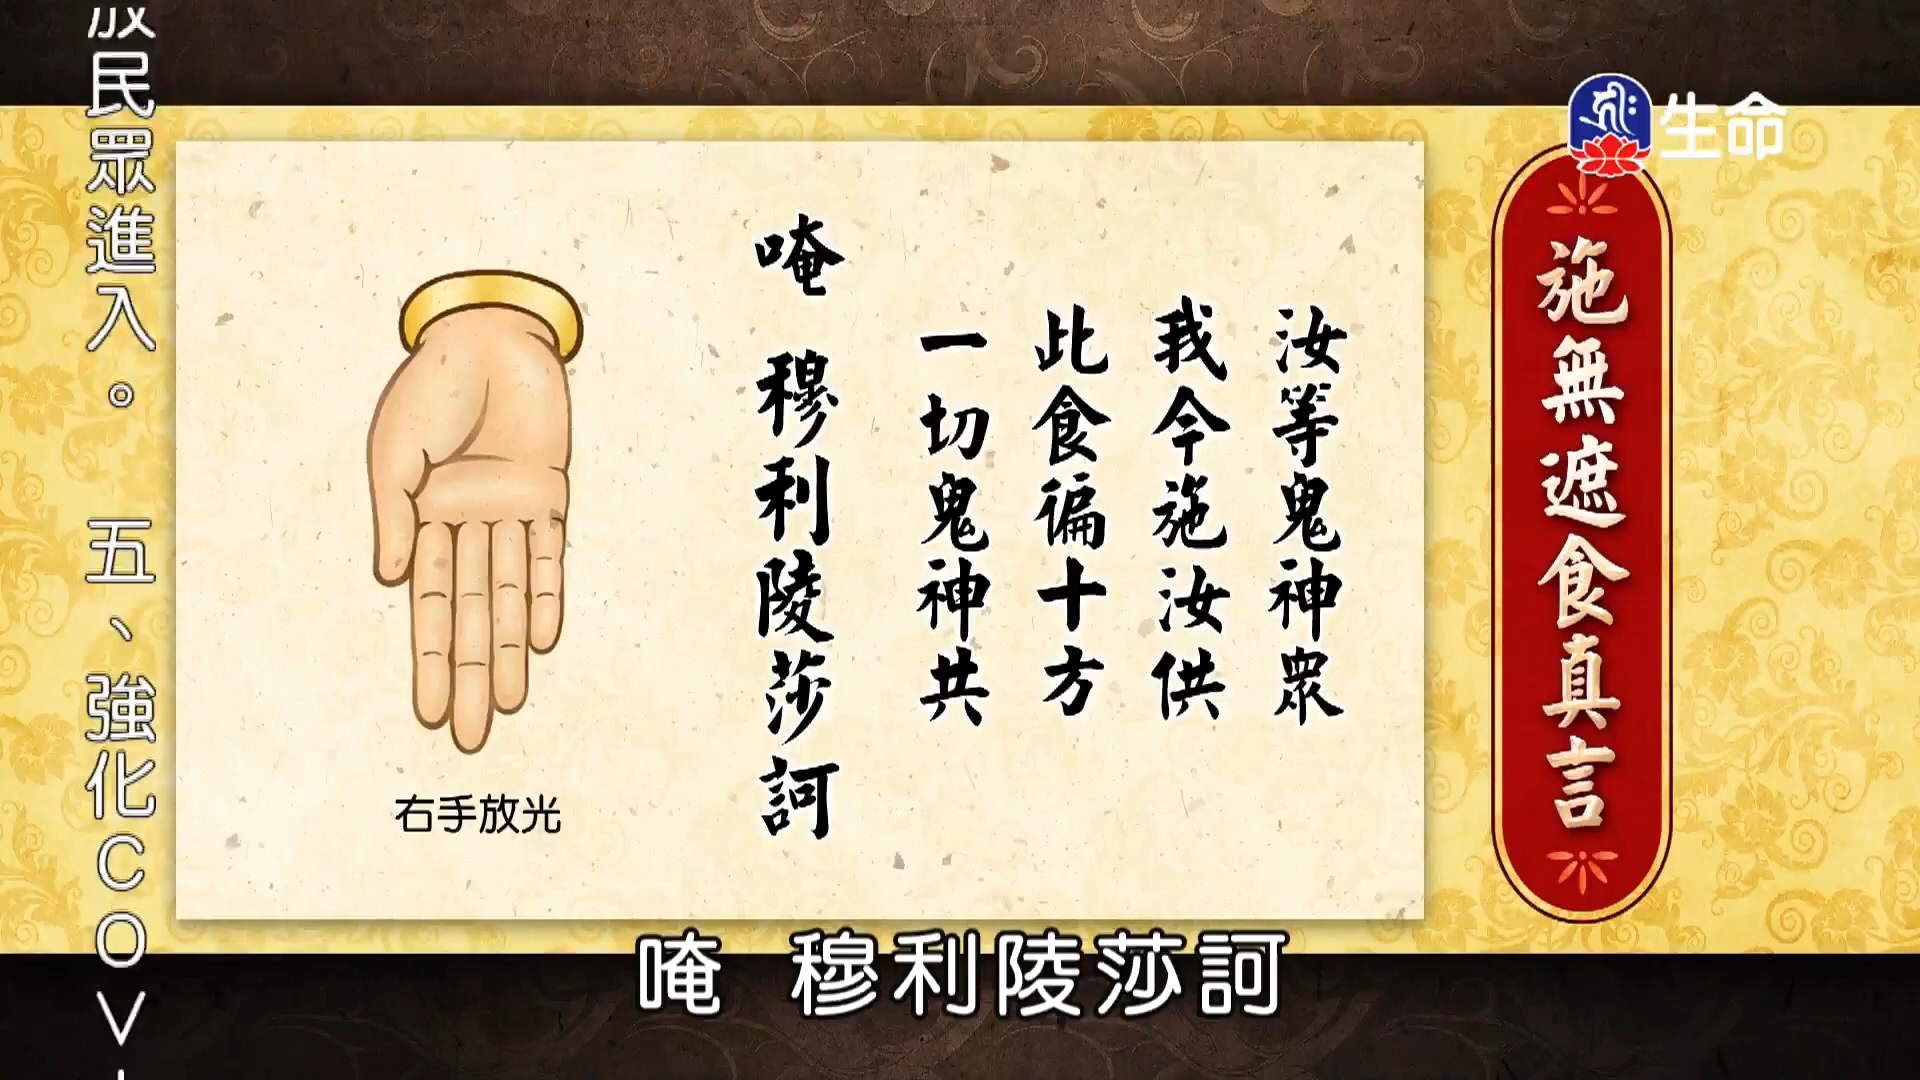 生命
施無遮食真言
汝等鬼神眾
我今施汝供
此食徧十方
一切鬼神共
唵 穆利陵莎訶
右手放光
民眾進入。 五、強化COV
唵 穆利陵莎訶